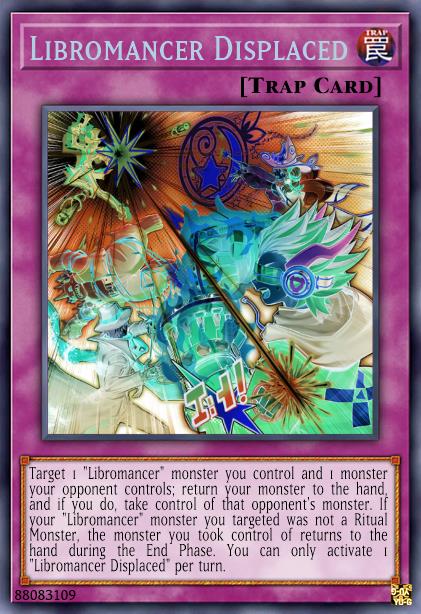 Libromancer Displaced
TRAP
罠
[Trap Card]
エイ!
Target 1 "Libromancer" monster you control and 1 monster
your opponent controls; return your monster to the hand,
and if you do, take control of that opponent's monster. If
your "Libromancer" monster you targeted was not a Ritual
Monster, the monster you took control of returns to the
hand during the End Phase. You can only activate 1
"Libromancer Displaced" per turn.
88083109